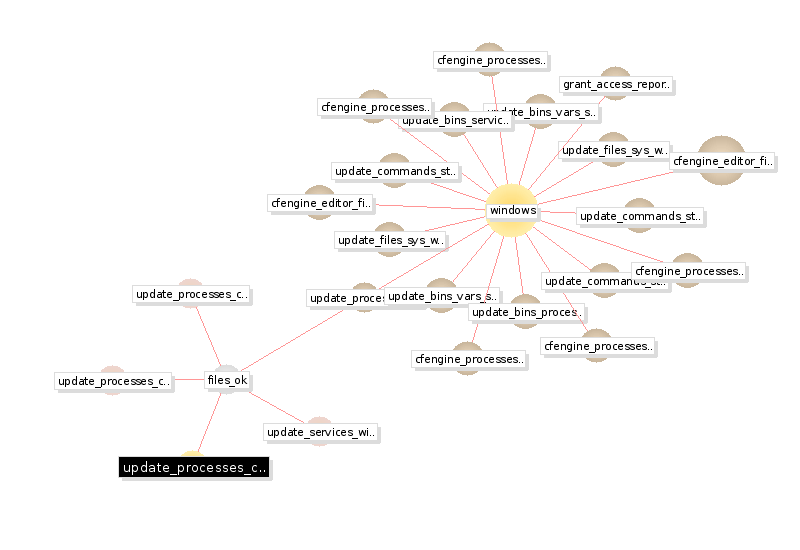 cfengine_processes..
grant_access_repor..
cfengine_processes..
update_bins_vars_s..
update_bins_servic..
update_files_sys_w..
cfengine_editor_fi..
update_commands_st..
cfengine_editor_fi..
windows
update_commands_st..
update_files_sys_w..
cfengine_processes..
update_commands_st..
update_processes_c..
update_proces
update_bins_vars_s..
update_bins_proces..
cfengine_processes..
cfengine_processes..
update_processes_c..
files_ok
update_services_wi..
update_processes_c..